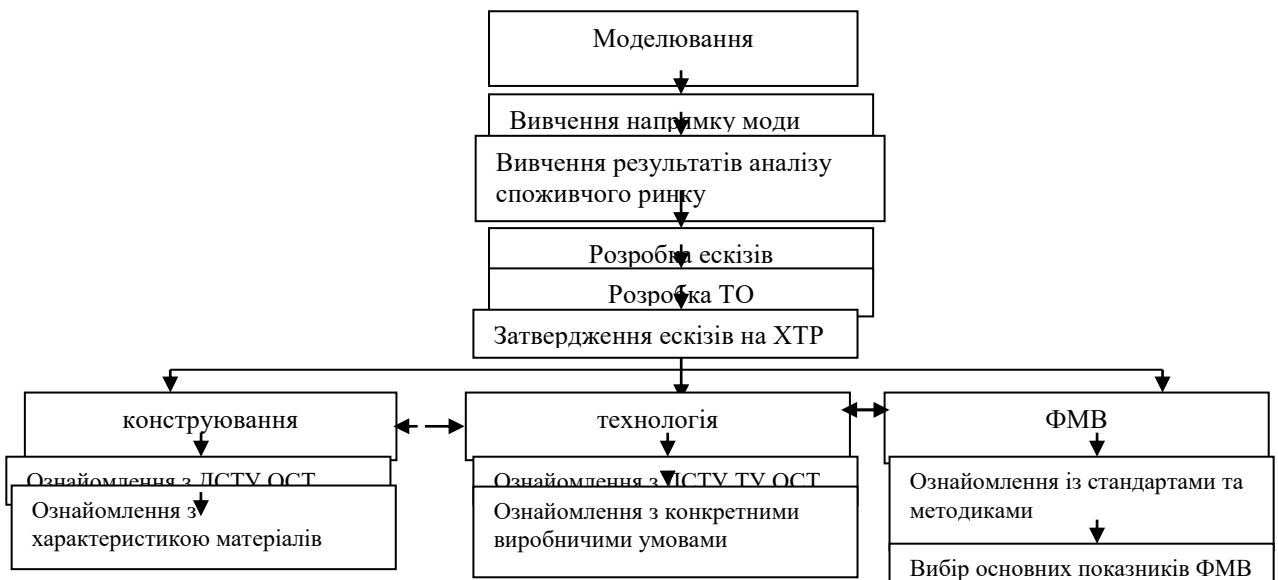 Моделювання
Вивчення напрямку моди
Вивчення результатів аналізу
споживчого ринку
Розробка ескізів
Розробка ТО
Затвердження ескізів на ХТР
конструювання
технологія
ФМВ
Ознайомлення з ДСТУ ОСТ
Ознайомлення з
характеристикою матеріалів
Ознайомлення з ДСТУ ТУ ОСТ
Ознайомлення з конкретними
виробничими умовами
Ознайомлення із стандартами та
методиками
Вибір основних показників ФМВ